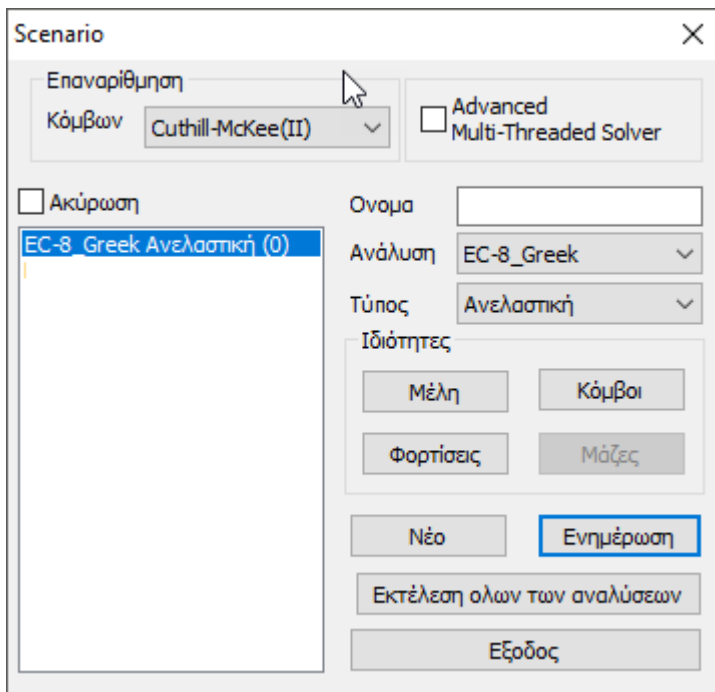 Scenario
Επαναρίθμηση
Κόμβων
Cuthill-McKee(II)
Advanced
Multi-Threaded Solver
Ακύρωση
EC-8_Greek Ανελαστική (0)
Ονομα
Ανάλυση
EC-8_Greek
Τύπος
Ανελαστική
Ιδιότητες
Μέλη
Κόμβοι
Φορτίσεις
Μάζες
Νέο
Ενημέρωση
Εκτέλεση ολων των αναλύσεων
Εξοδος